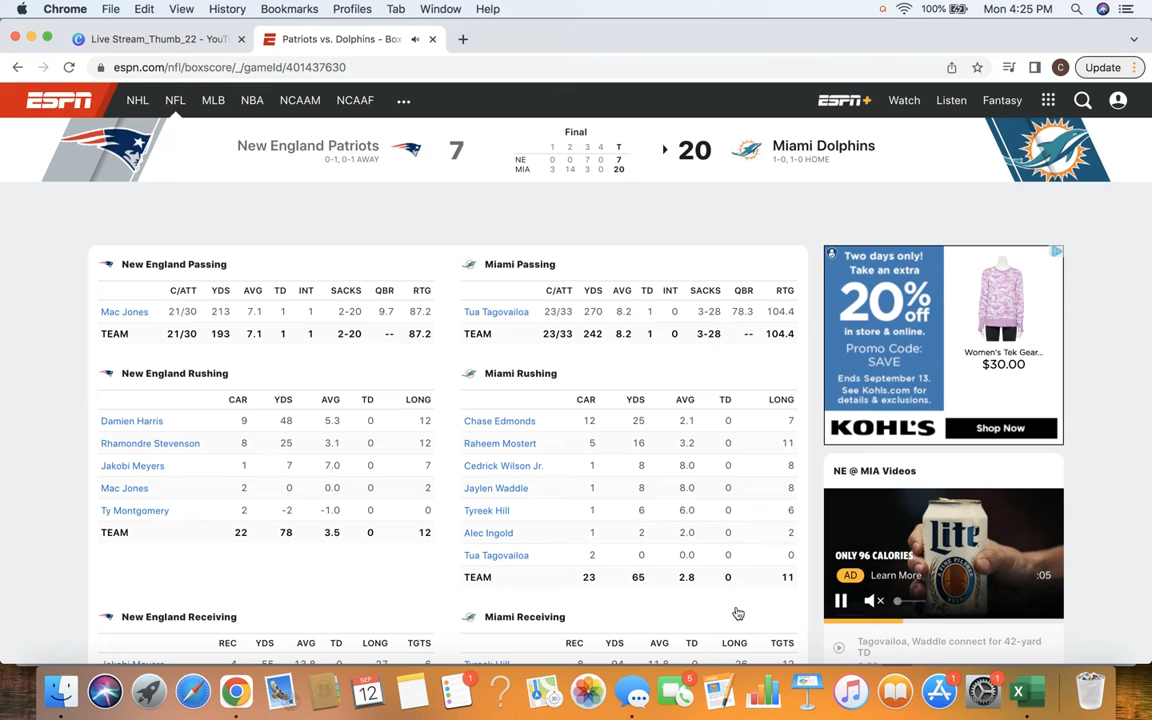 Chrome File Edit View History Bookmarks Profiles Tab Window Help 100% Mon 4:25 PM
Live Stream_Thumb_22 - YouTu Patriots vs. Dolphins - Box
espn.com/nfl/boxscore/_/gameId/401437630 C Update
ESPN NHL NFL MLB NBA NCAAM NCAAF ESPN+ Watch Listen Fantasy
Final
New England Patriots 7 1 2 3 4 T 20 Miami Dolphins
0-1, 0-1 AWAY NE 0 0 7 0 7 1-0, 1-0 HOME
MIA 3 14 3 0 20
New England Passing
C/ATT YDS AVG TD INT SACKS QBR RTG
Mac Jones 21/30 213 7.1 1 1 2-20 9.7 87.2
TEAM 21/30 193 7.1 1 1 2-20 -- 87.2
Miami Passing
C/ATT YDS AVG TD INT SACKS QBR RTG
Tua Tagovailoa 23/33 270 8.2 1 0 3-28 78.3 104.4
TEAM 23/33 242 8.2 1 0 3-28 -- 104.4
New England Rushing
CAR YDS AVG TD LONG
Damien Harris 9 48 5.3 0 12
Rhamondre Stevenson 8 25 3.1 0 12
Jakobi Meyers 1 7 7.0 0 7
Mac Jones 2 0 0.0 0 2
Ty Montgomery 2 -2 -1.0 0 0
TEAM 22 78 3.5 0 12
Miami Rushing
CAR YDS AVG TD LONG
Chase Edmonds 12 25 2.1 0 7
Raheem Mostert 5 16 3.2 0 11
Cedrick Wilson Jr. 1 8 8.0 0 8
Jaylen Waddle 1 8 8.0 0 8
Tyreek Hill 1 6 6.0 0 6
Alec Ingold 1 2 2.0 0 2
Tua Tagovailoa 2 0 0.0 0 0
TEAM 23 65 2.8 0 11
New England Receiving
REC YDS AVG TD LONG TGTS
Miami Receiving
REC YDS AVG TD LONG TGTS
Two days only!
Take an extra
20%
off
in store & online.
Promo Code:
SAVE
Ends September 13.
See Kohls.com for
details & exclusions.
Women's Tek Gear...
$30.00
KOHL'S Shop Now
NE @ MIA Videos
Lite
ONLY 96 CALORIES.
AD Learn More :05
Tagovailoa, Waddle connect for 42-yard
TD
SEP
12
1
5
1
1